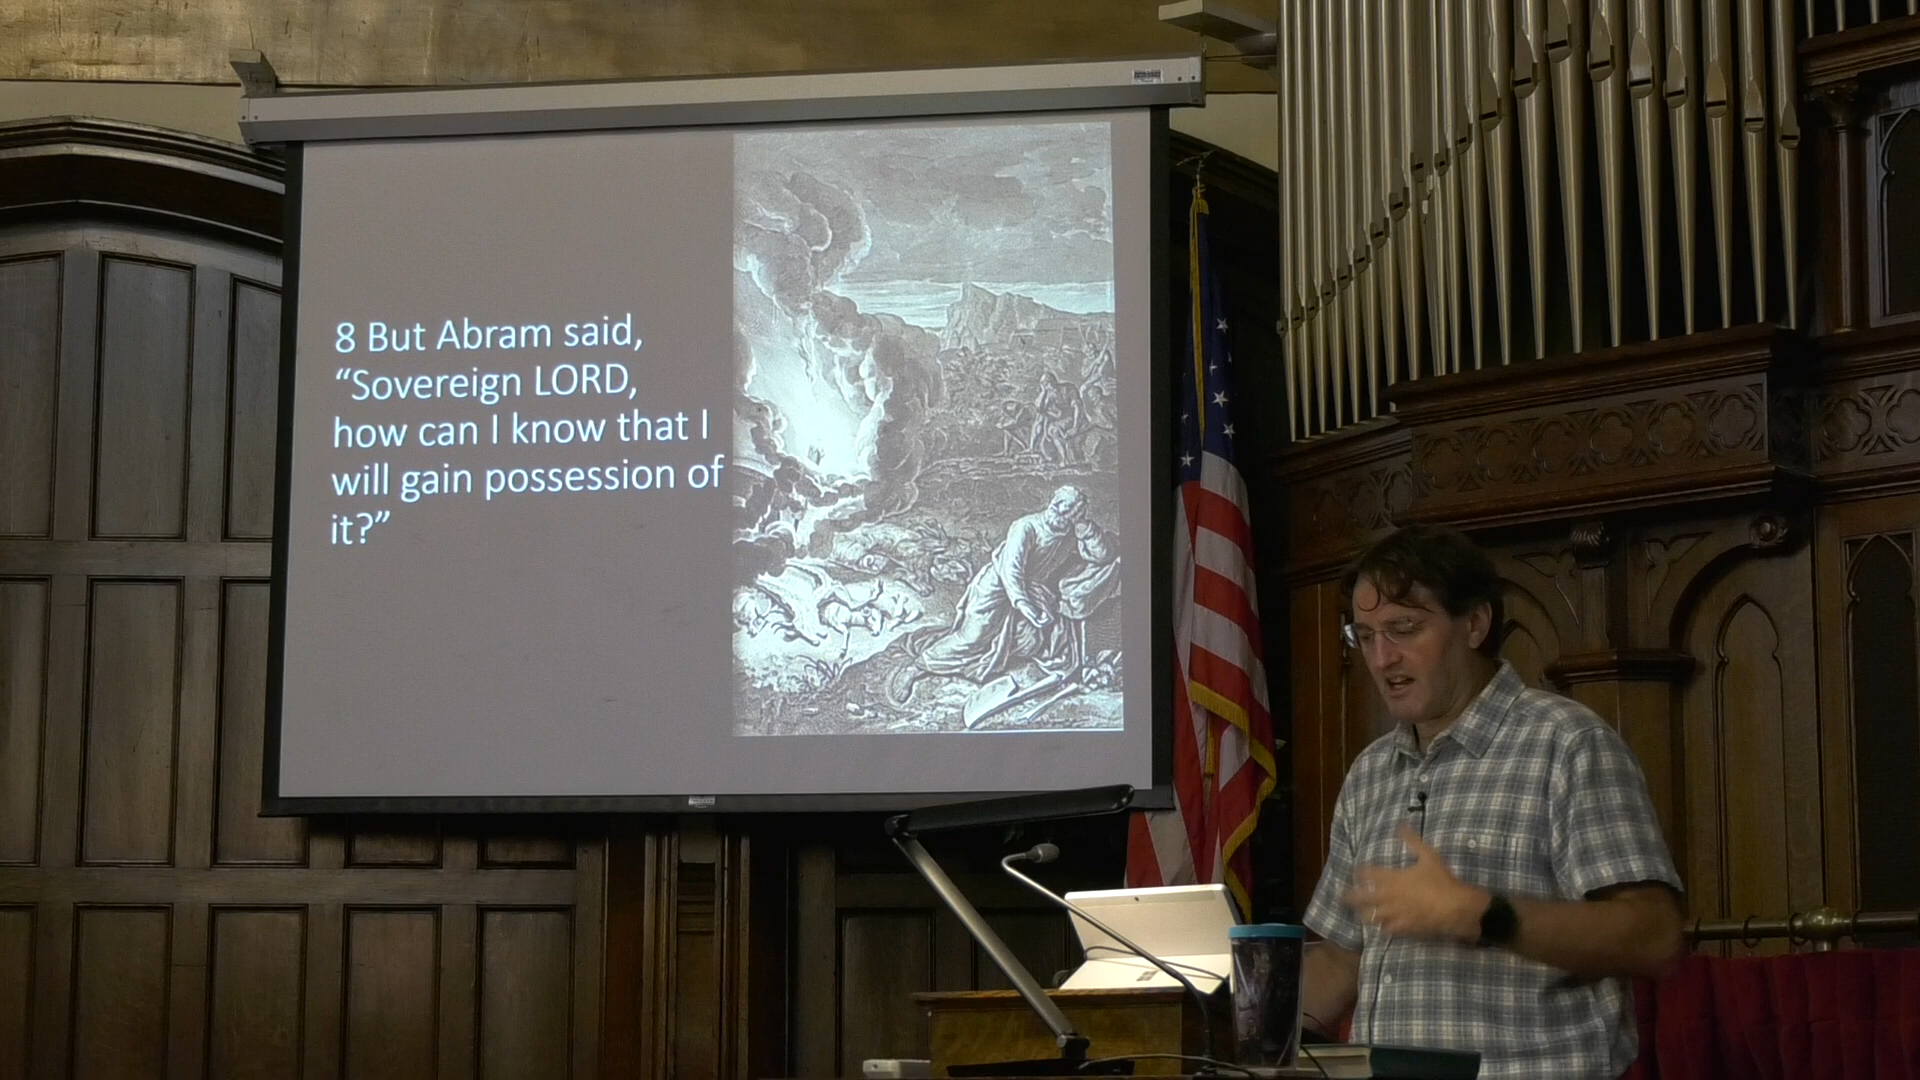 8 But Abram said,
“Sovereign LORD,
how can I know that I
will gain possession of
it?”